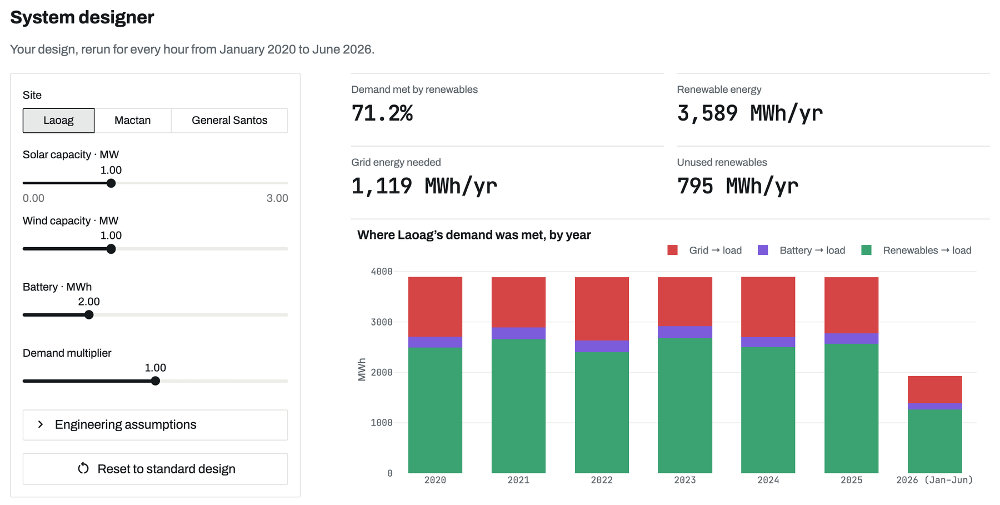 System designer
Your design, rerun for every hour from January 2020 to June 2026.
Site
Laoag Mactan General Santos
Solar capacity · MW
1.00
0.00 3.00
Wind capacity · MW
1.00
Battery · MWh
2.00
Demand multiplier
1.00
Engineering assumptions
Reset to standard design
Demand met by renewables
71.2%
Renewable energy
3,589 MWh/yr
Grid energy needed
1,119 MWh/yr
Unused renewables
795 MWh/yr
Where Laoag’s demand was met, by year
Grid → load Battery → load Renewables → load
4000
3000
2000
1000
0
MWh
2020 2021 2022 2023 2024 2025 2026 (Jan–Jun)